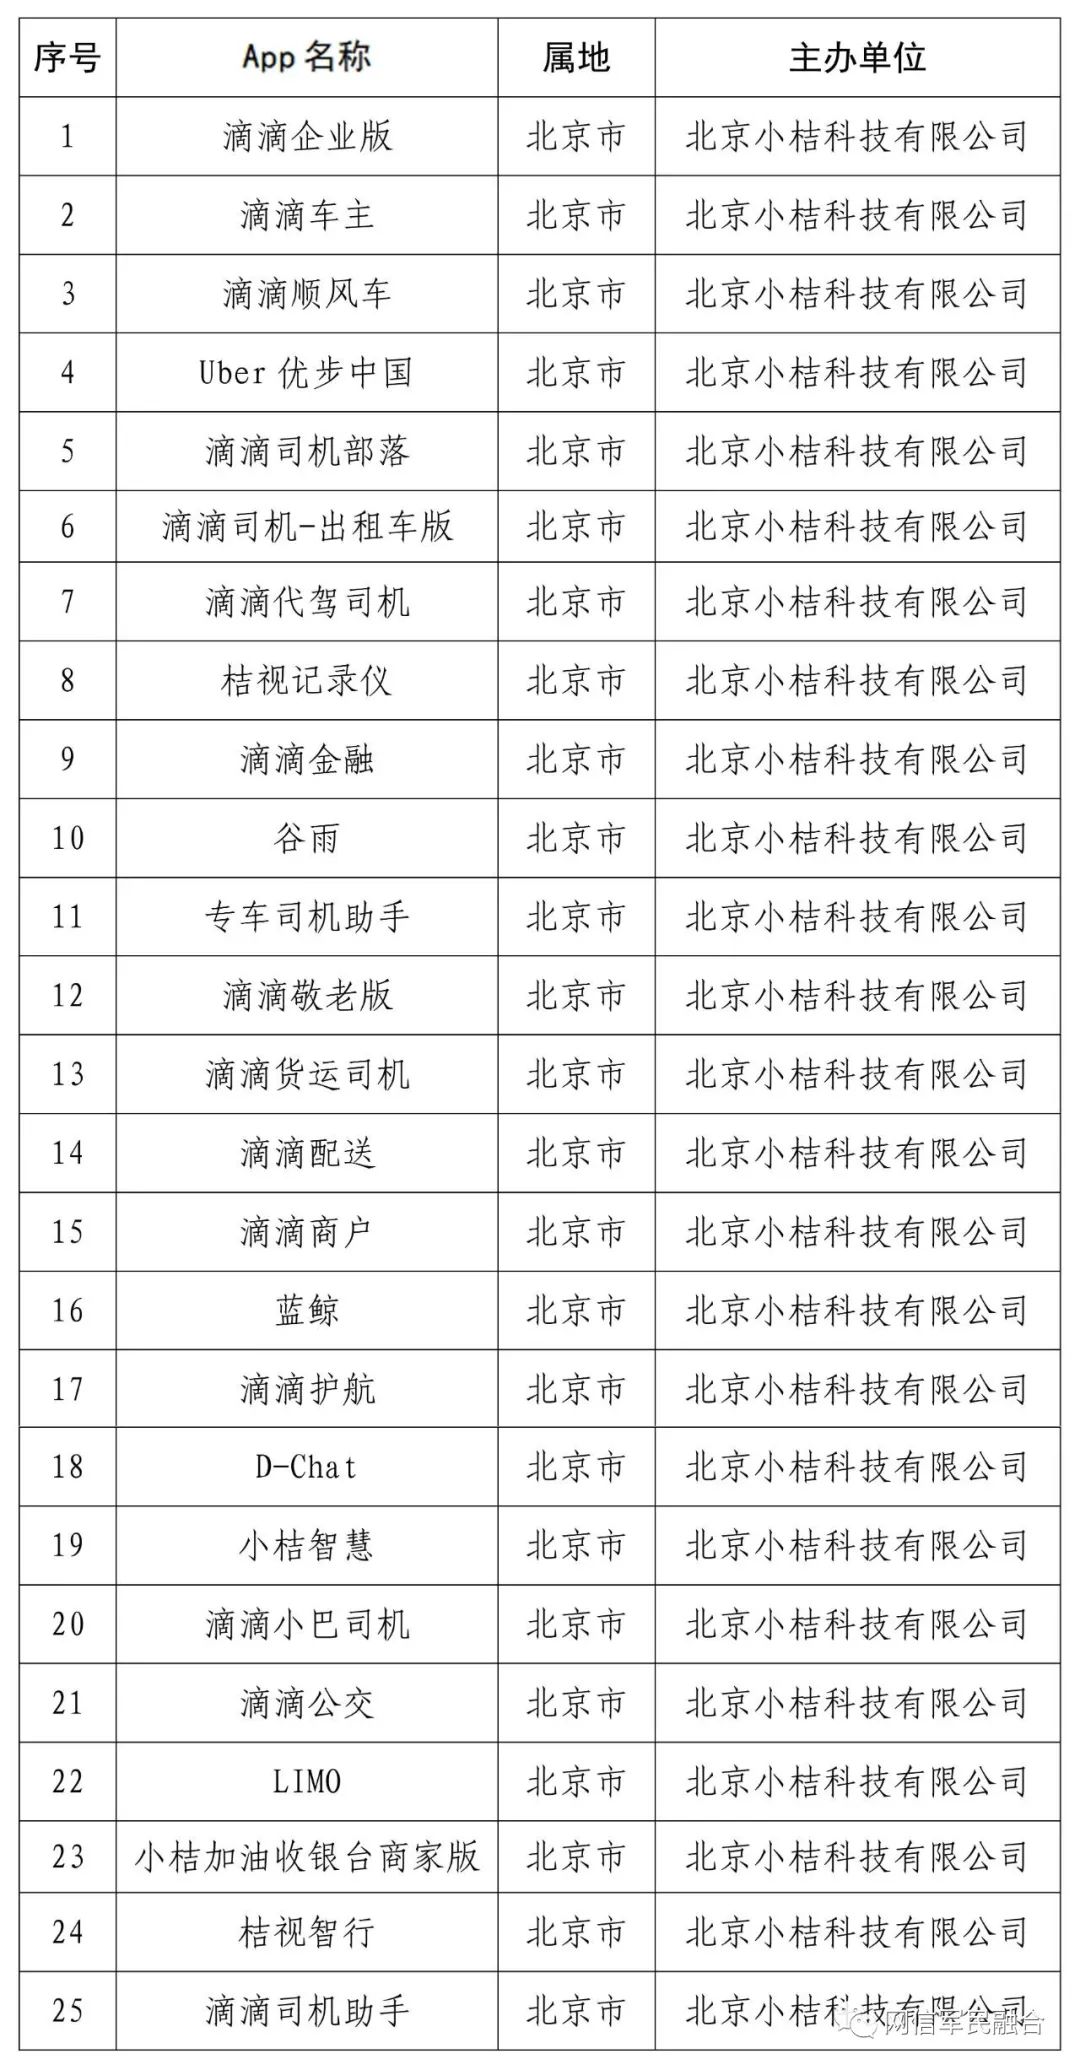 序号 App名称 属地 主办单位
1 滴滴企业版 北京市 北京小桔科技有限公司
2 滴滴车主 北京市 北京小桔科技有限公司
3 滴滴顺风车 北京市 北京小桔科技有限公司
4 Uber优步中国 北京市 北京小桔科技有限公司
5 滴滴司机部落 北京市 北京小桔科技有限公司
6 滴滴司机-出租车版 北京市 北京小桔科技有限公司
7 滴滴代驾司机 北京市 北京小桔科技有限公司
8 桔视记录仪 北京市 北京小桔科技有限公司
9 滴滴金融 北京市 北京小桔科技有限公司
10 谷雨 北京市 北京小桔科技有限公司
11 专车司机助手 北京市 北京小桔科技有限公司
12 滴滴敬老版 北京市 北京小桔科技有限公司
13 滴滴货运司机 北京市 北京小桔科技有限公司
14 滴滴配送 北京市 北京小桔科技有限公司
15 滴滴商户 北京市 北京小桔科技有限公司
16 蓝鲸 北京市 北京小桔科技有限公司
17 滴滴护航 北京市 北京小桔科技有限公司
18 D-Chat 北京市 北京小桔科技有限公司
19 小桔智慧 北京市 北京小桔科技有限公司
20 滴滴小巴司机 北京市 北京小桔科技有限公司
21 滴滴公交 北京市 北京小桔科技有限公司
22 LIMO 北京市 北京小桔科技有限公司
23 小桔加油收银台商家版 北京市 北京小桔科技有限公司
24 桔视智行 北京市 北京小桔科技有限公司
25 滴滴司机助手 北京市 北京小桔科技有限公司
网信军民融合